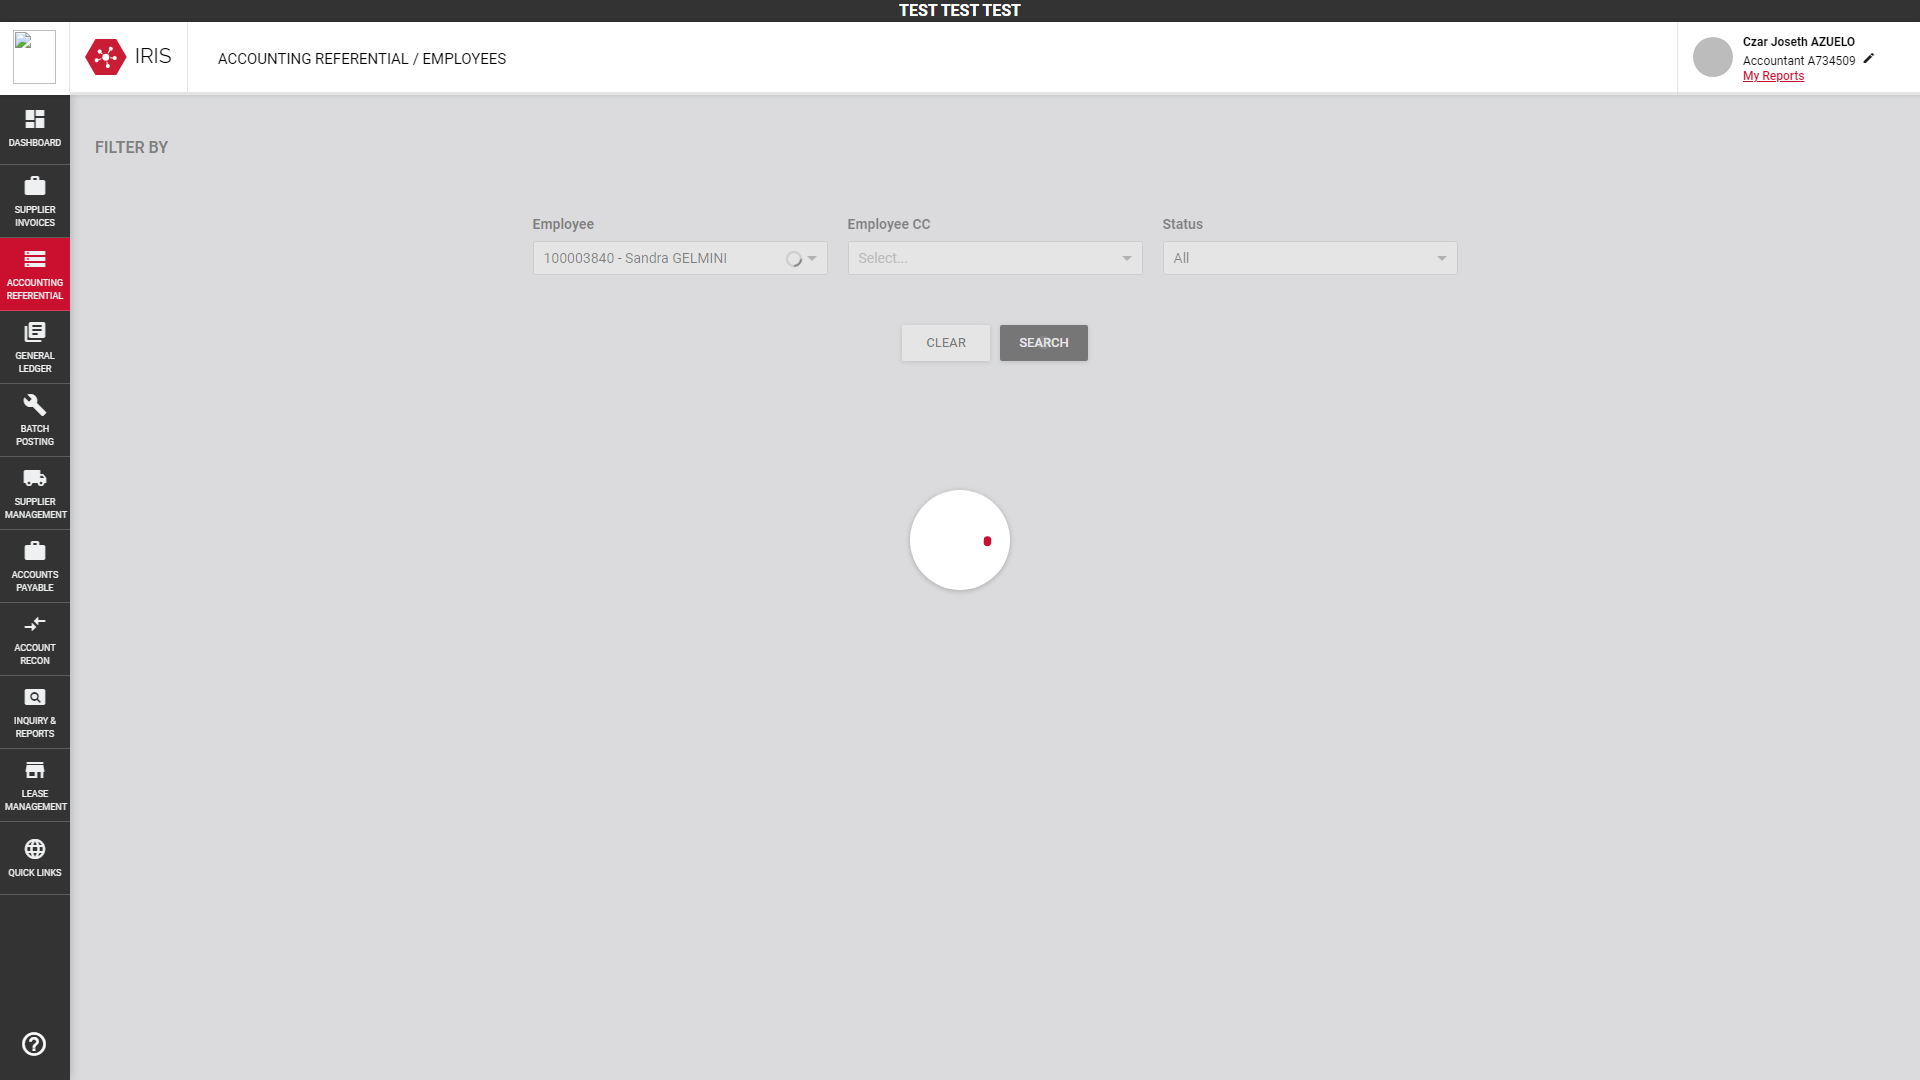 TEST TEST TEST
IRIS
ACCOUNTING REFERENTIAL / EMPLOYEES
Czar Joseth AZUELO
Accountant A734509
My Reports
DASHBOARD
SUPPLIER
INVOICES
ACCOUNTING
REFERENTIAL
GENERAL
LEDGER
BATCH
POSTING
SUPPLIER
MANAGEMENT
ACCOUNTS
PAYABLE
ACCOUNT
RECON
INQUIRY &
REPORTS
LEASE
MANAGEMENT
QUICK LINKS
FILTER BY
Employee
100003840 - Sandra GELMINI
Employee CC
Select...
Status
All
CLEAR
SEARCH